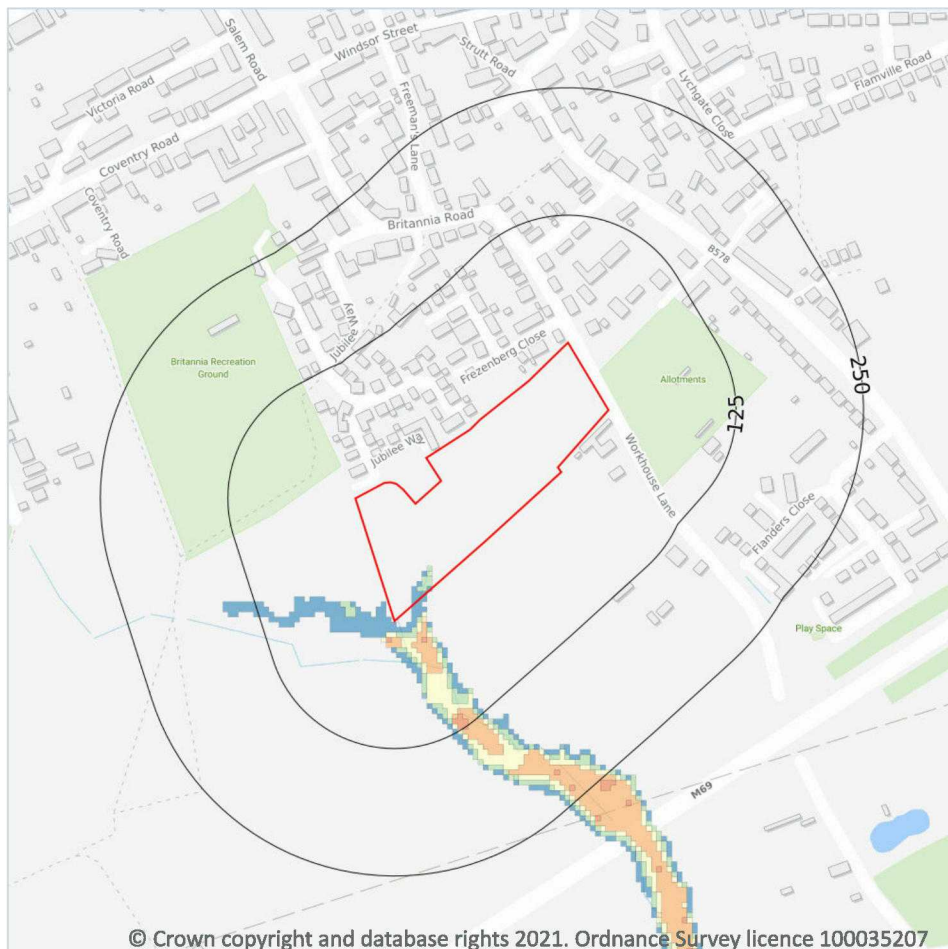 Salem Road
Windsor Street
Strutt Road
Victoria Road
Freeman's Lane
Lychgate Close
Flamville Road
Coventry Road
Coventry Road
Britannia Road
B578
Jubilee Way
Britannia Recreation
Ground
Frezenberg Close
Allotments
250
125
Jubilee Wa
Workhouse Lane
Flanders Close
Play Space
M69
© Crown copyright and database rights 2021. Ordnance Survey licence 100035207